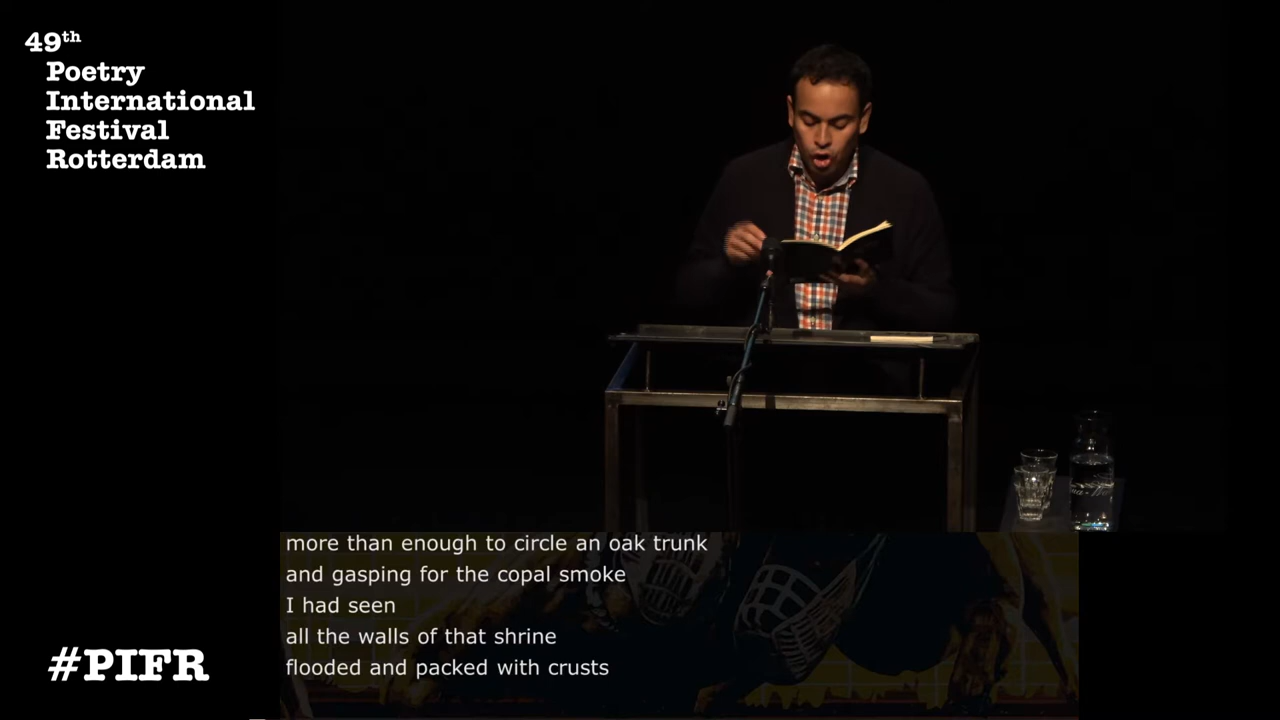 49th
Poetry
International
Festival
Rotterdam
more than enough to circle an oak trunk
and gasping for the copal smoke
I had seen
all the walls of that shrine
flooded and packed with crusts
#PIFR